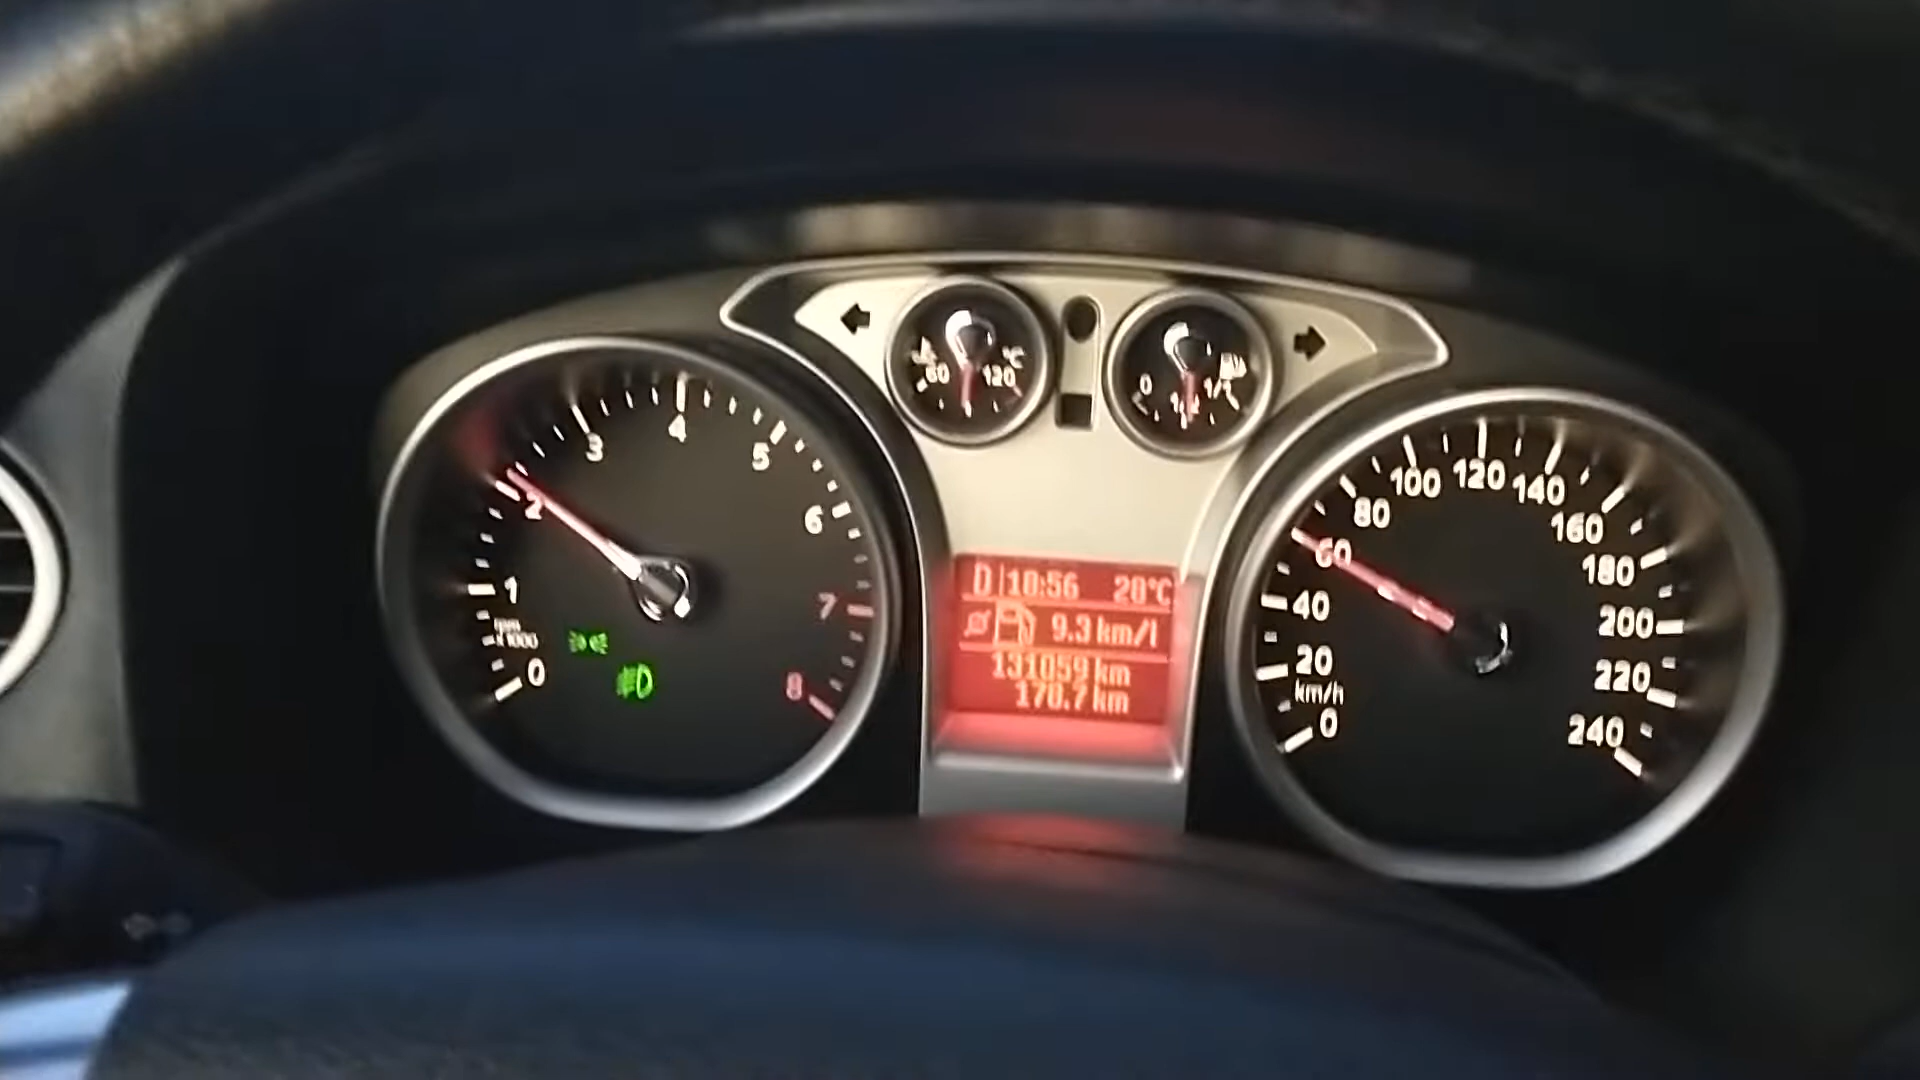 60 120 °C
0 1/2 1/1
0 1 2 3 4 5 6 7 8
rpm
x1000
D 10:56 20°C
9.3 km/l
131059 km
170.7 km
0 20 40 60 80 100 120 140 160 180 200 220 240
km/h